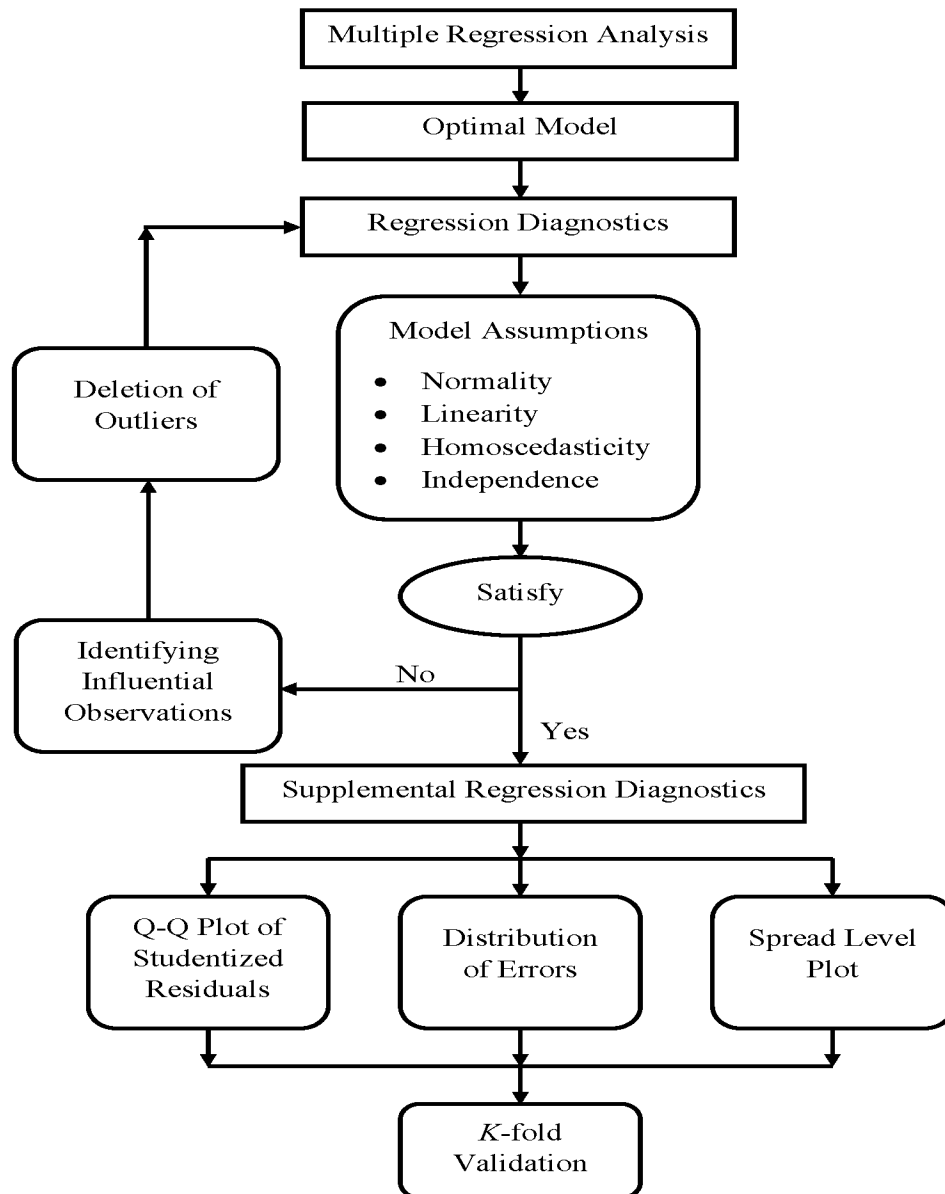 Multiple Regression Analysis
Optimal Model
Regression Diagnostics
Model Assumptions
• Normality
• Linearity
• Homoscedasticity
• Independence
Deletion of
Outliers
Satisfy
Identifying
Influential
Observations
No
Yes
Supplemental Regression Diagnostics
Q-Q Plot of
Studentized
Residuals
Distribution
of Errors
Spread Level
Plot
K-fold
Validation